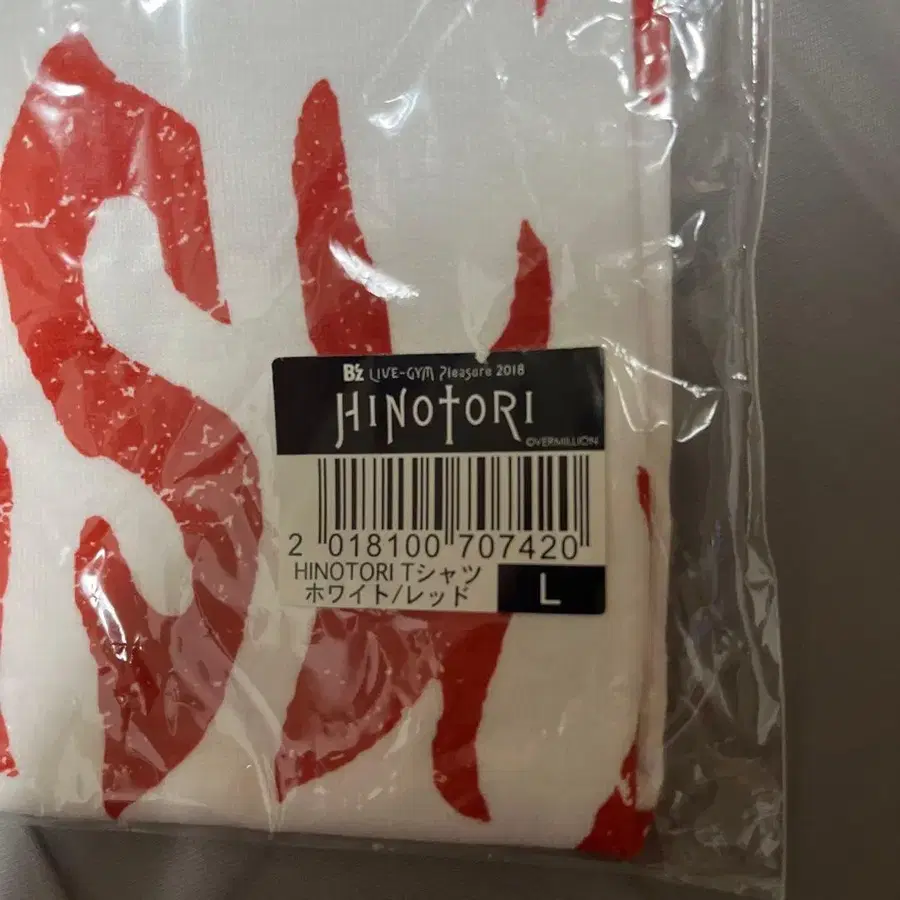 B'z LIVE-GYM Pleasure 2018
HINOTORI
©VERMILLION
2 018100 707420
HINOTORI Tシャツ
ホワイト/レッド
L